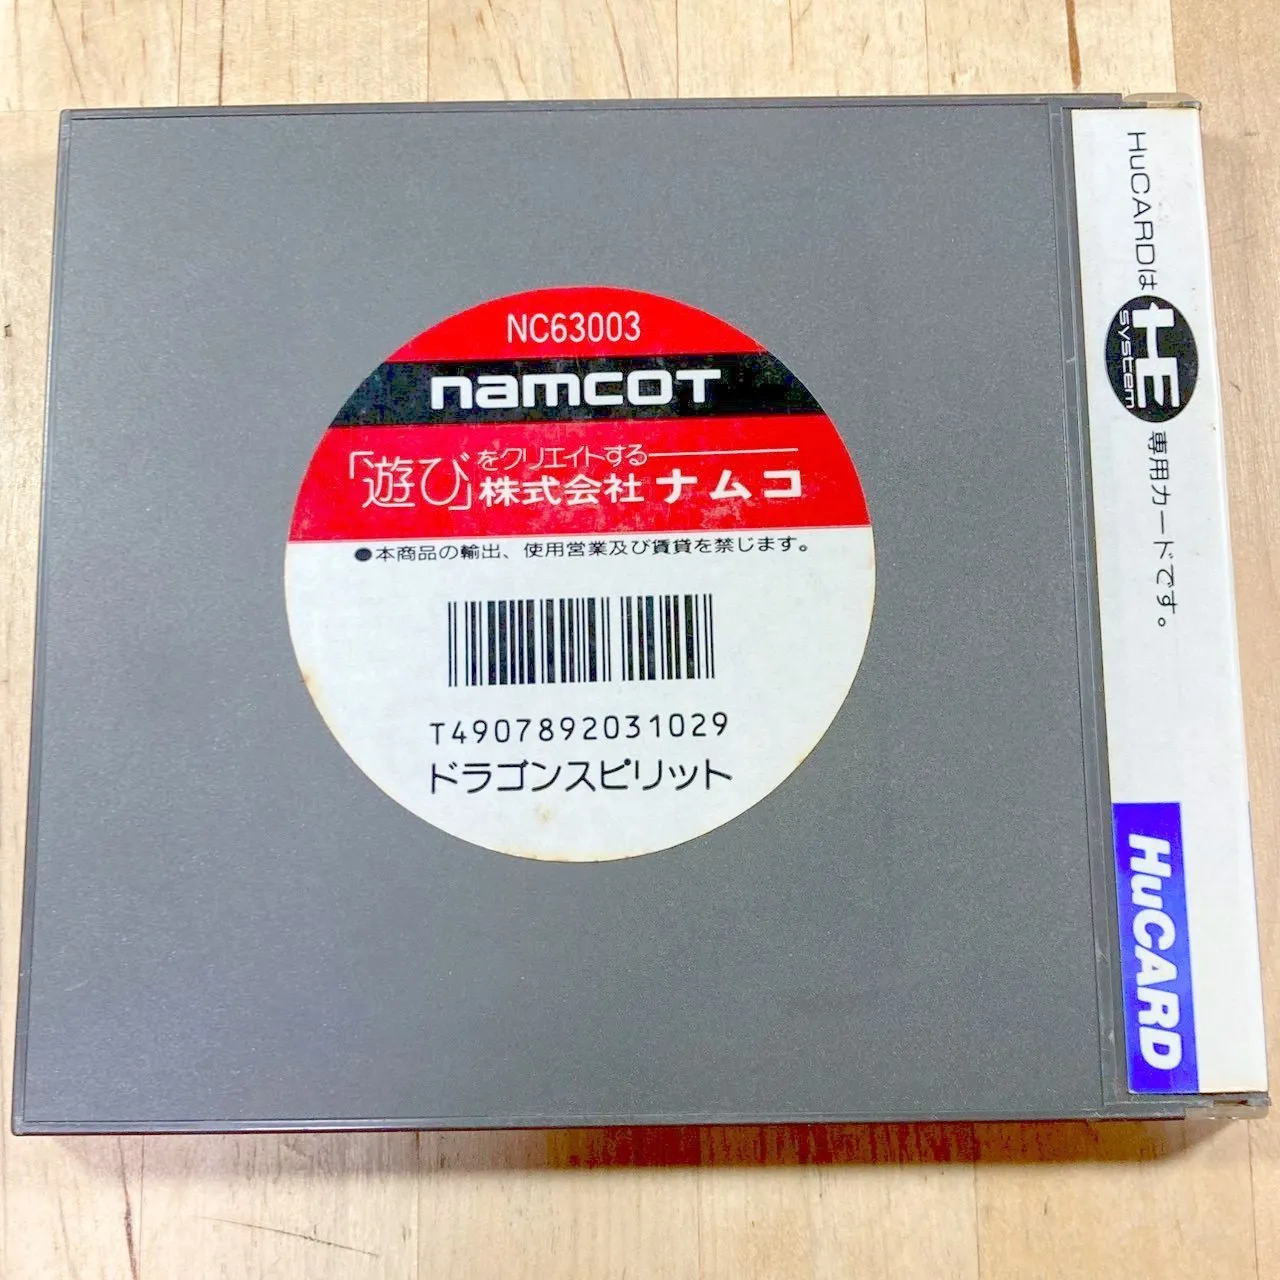 NC63003
namcot
「遊び」をクリエイトする
株式会社ナムコ
●本商品の輸出、使用営業及び賃貸を禁じます。
T4907892031029
ドラゴンスピリット
HuCARDは HE system 専用カードです。
HuCARD